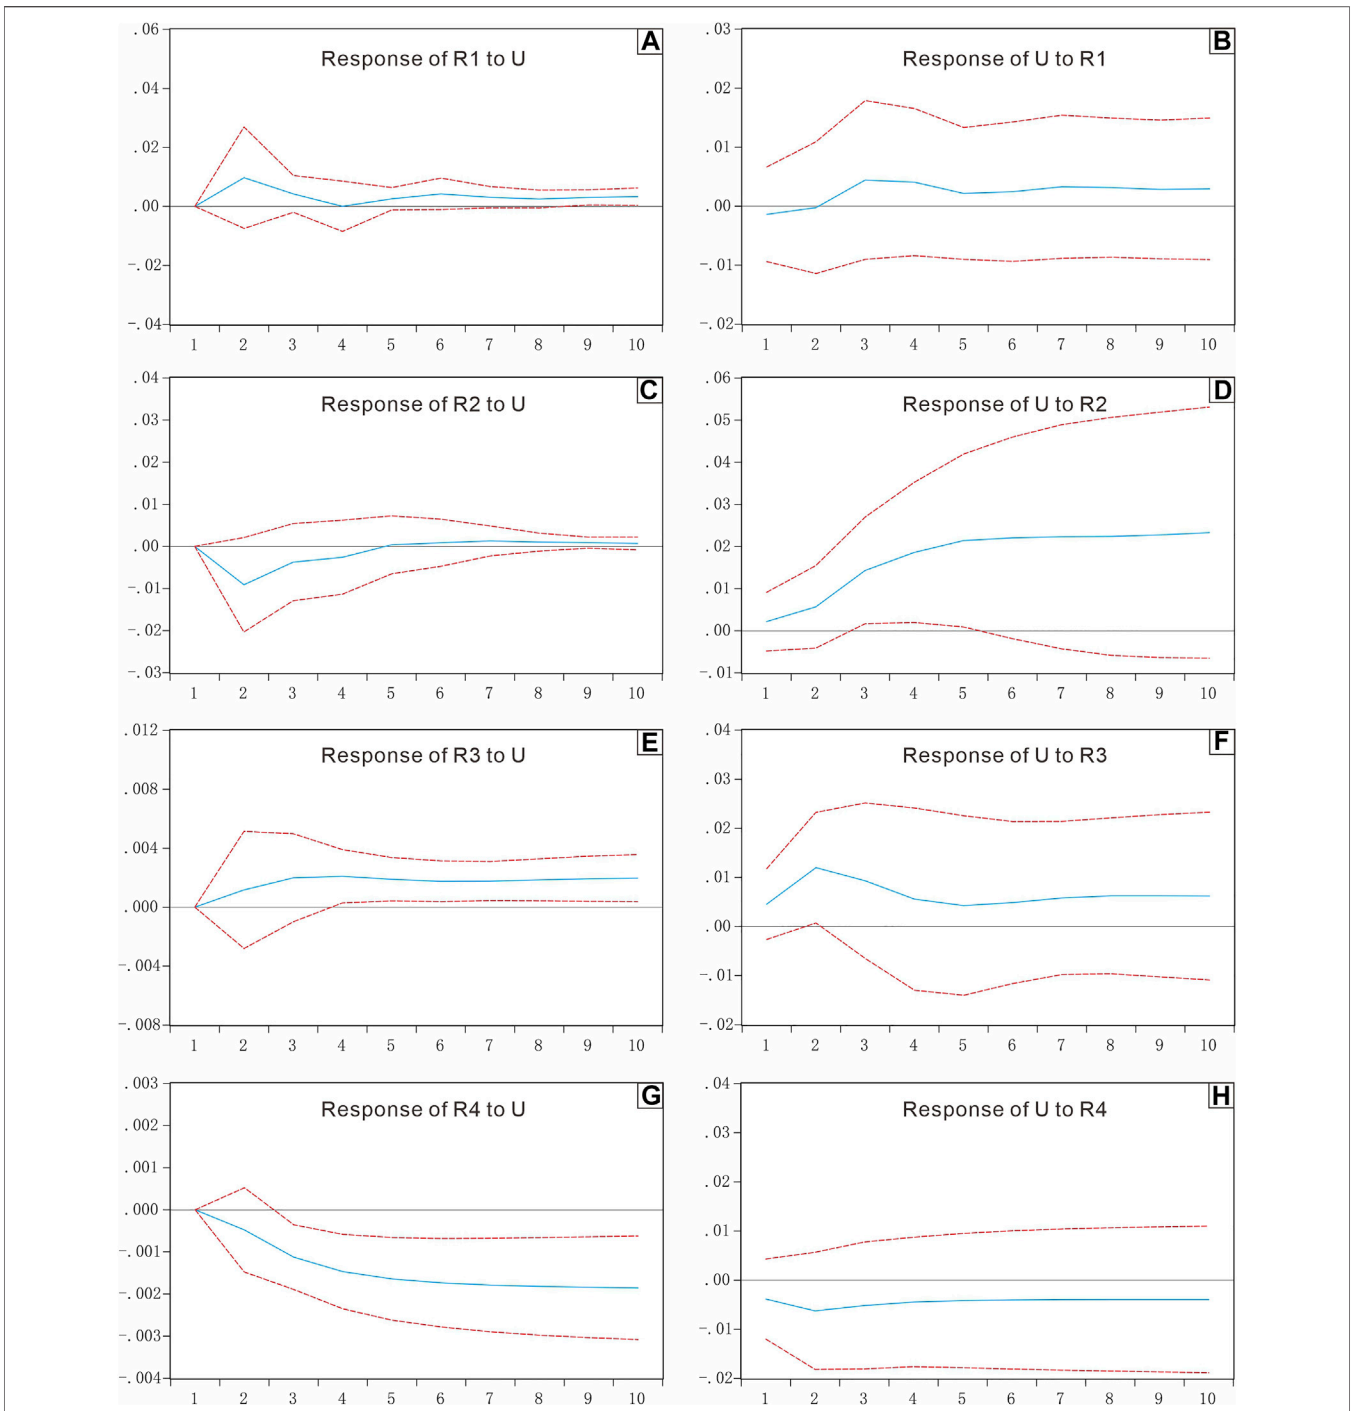 A
Response of R1 to U
.06
.04
.02
.00
-.02
-.04
1 2 3 4 5 6 7 8 9 10
B
Response of U to R1
.03
.02
.01
.00
-.01
-.02
1 2 3 4 5 6 7 8 9 10
C
Response of R2 to U
.04
.03
.02
.01
.00
-.01
-.02
-.03
1 2 3 4 5 6 7 8 9 10
D
Response of U to R2
.06
.05
.04
.03
.02
.01
.00
-.01
1 2 3 4 5 6 7 8 9 10
E
Response of R3 to U
.012
.008
.004
.000
-.004
-.008
1 2 3 4 5 6 7 8 9 10
F
Response of U to R3
.04
.03
.02
.01
.00
-.01
-.02
1 2 3 4 5 6 7 8 9 10
G
Response of R4 to U
.003
.002
.001
.000
-.001
-.002
-.003
-.004
1 2 3 4 5 6 7 8 9 10
H
Response of U to R4
.04
.03
.02
.01
.00
-.01
-.02
1 2 3 4 5 6 7 8 9 10